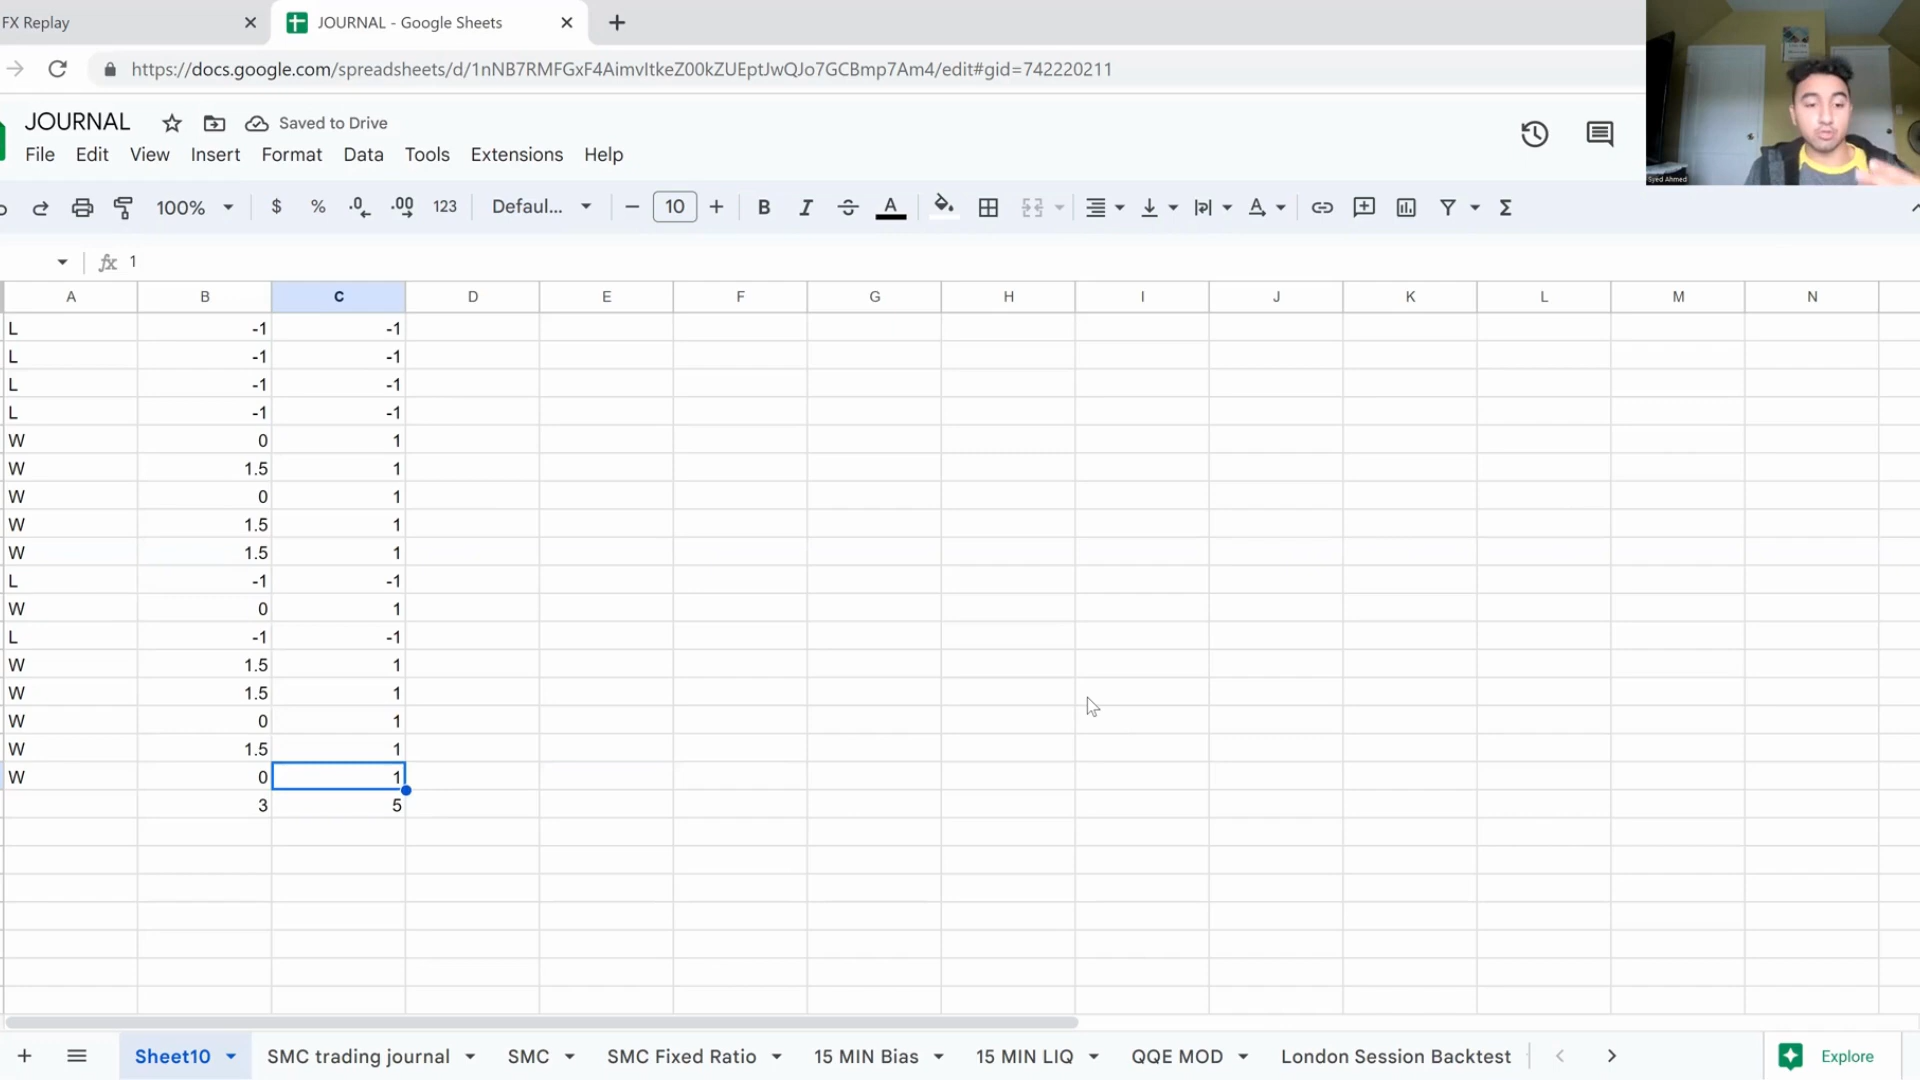 FX Replay
JOURNAL - Google Sheets
https://docs.google.com/spreadsheets/d/1nNB7RMFGxF4AimvItkeZ00kZUEptJwQJo7GCBmp7Am4/edit#gid=742220211
JOURNAL
Saved to Drive
File Edit View Insert Format Data Tools Extensions Help
100% $ % .0 .00 123 Defaul... 10 B I S A Σ
fx 1
A B C D E F G H I J K L M N
L -1 -1
L -1 -1
L -1 -1
L -1 -1
W 0 1
W 1.5 1
W 0 1
W 1.5 1
W 1.5 1
L -1 -1
W 0 1
L -1 -1
W 1.5 1
W 1.5 1
W 0 1
W 1.5 1
W 0 1
3 5
Sheet10 SMC trading journal SMC SMC Fixed Ratio 15 MIN Bias 15 MIN LIQ QQE MOD London Session Backtest Explore
Syed Ahmed